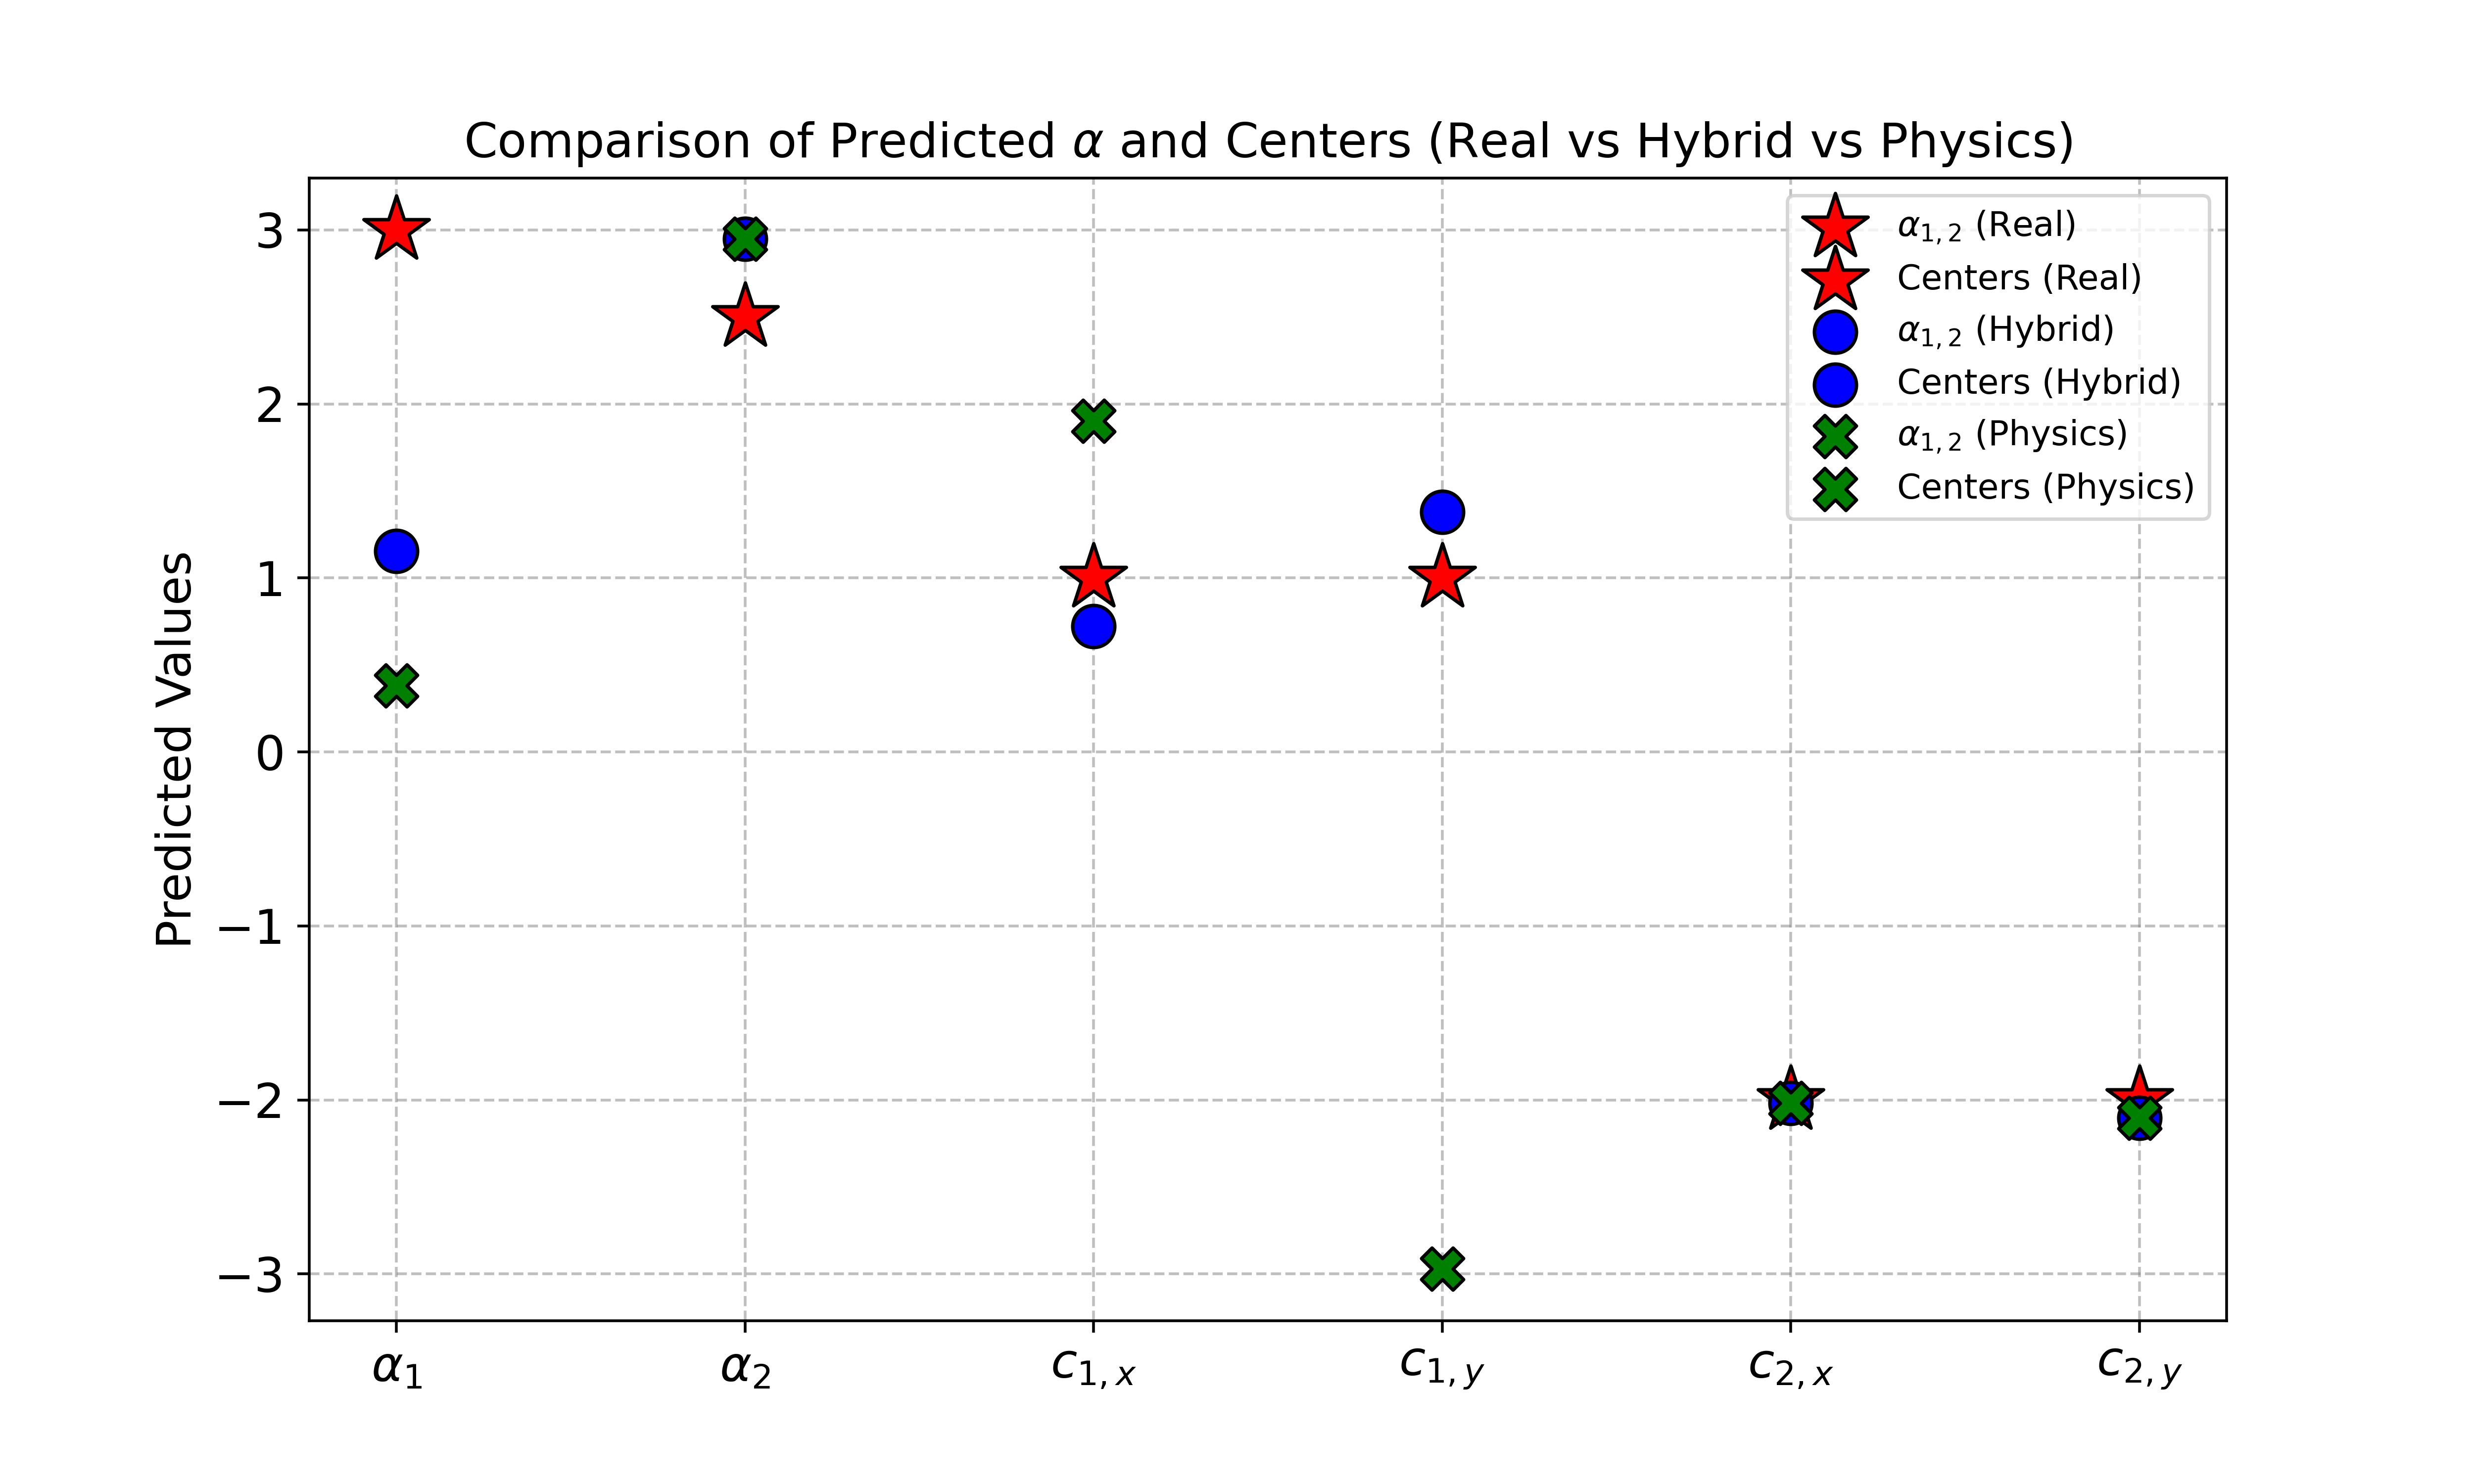 Comparison of Predicted α and Centers (Real vs Hybrid vs Physics)
Predicted Values
3
2
1
0
−1
−2
−3
α1,2 (Real)
Centers (Real)
α1,2 (Hybrid)
Centers (Hybrid)
α1,2 (Physics)
Centers (Physics)
α1 α2 c1,x c1,y c2,x c2,y